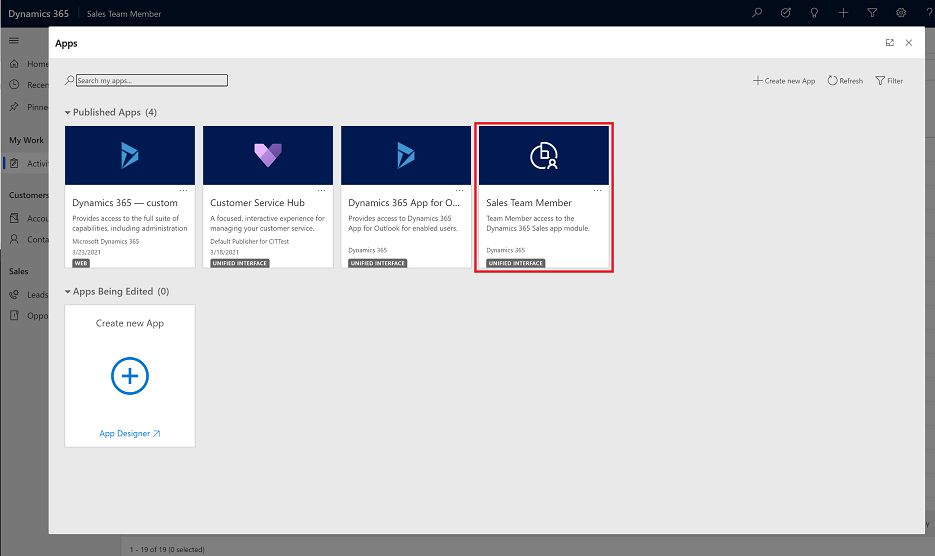 Dynamics 365
Sales Team Member
?
Apps
Home
Recen
Pinne
My Work
Activi
Customers
Accou
Conta
Sales
Leads
Oppo
Search my apps...
Create new App
Refresh
Filter
Published Apps (4)
Dynamics 365 — custom
Provides access to the full suite of
capabilities, including administration
Microsoft Dynamics 365
3/23/2021
WEB
Customer Service Hub
A focused, interactive experience for
managing your customer service.
Default Publisher for CITTest
3/18/2021
UNIFIED INTERFACE
Dynamics 365 App for O...
Provides access to Dynamics 365
App for Outlook for enabled users.
Dynamics 365
UNIFIED INTERFACE
Sales Team Member
Team Member access to the
Dynamics 365 Sales app module.
Dynamics 365
UNIFIED INTERFACE
Apps Being Edited (0)
Create new App
App Designer
y
1 - 19 of 19 (0 selected)